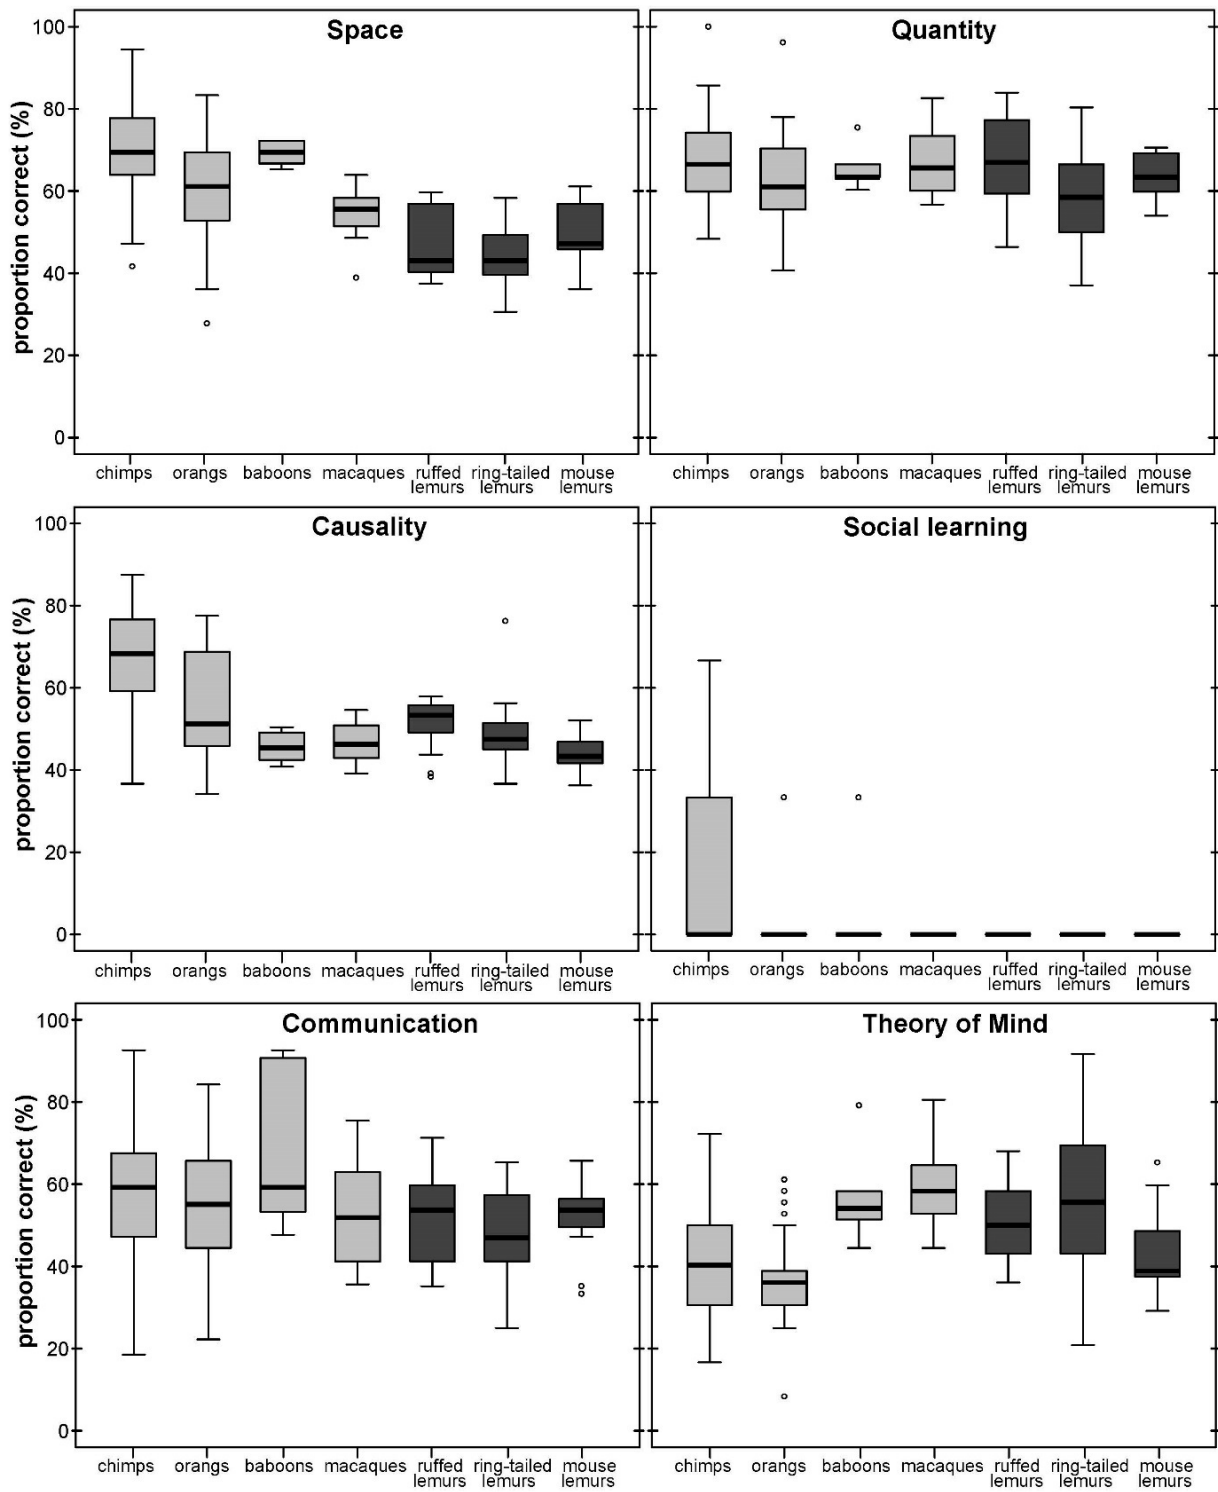 Space
Quantity
proportion correct (%)
100
80
60
40
20
0
chimps orangs baboons macaques ruffed lemurs ring-tailed lemurs mouse lemurs
chimps orangs baboons macaques ruffed lemurs ring-tailed lemurs mouse lemurs
Causality
Social learning
proportion correct (%)
100
80
60
40
20
0
chimps orangs baboons macaques ruffed lemurs ring-tailed lemurs mouse lemurs
chimps orangs baboons macaques ruffed lemurs ring-tailed lemurs mouse lemurs
Communication
Theory of Mind
proportion correct (%)
100
80
60
40
20
0
chimps orangs baboons macaques ruffed lemurs ring-tailed lemurs mouse lemurs
chimps orangs baboons macaques ruffed lemurs ring-tailed lemurs mouse lemurs